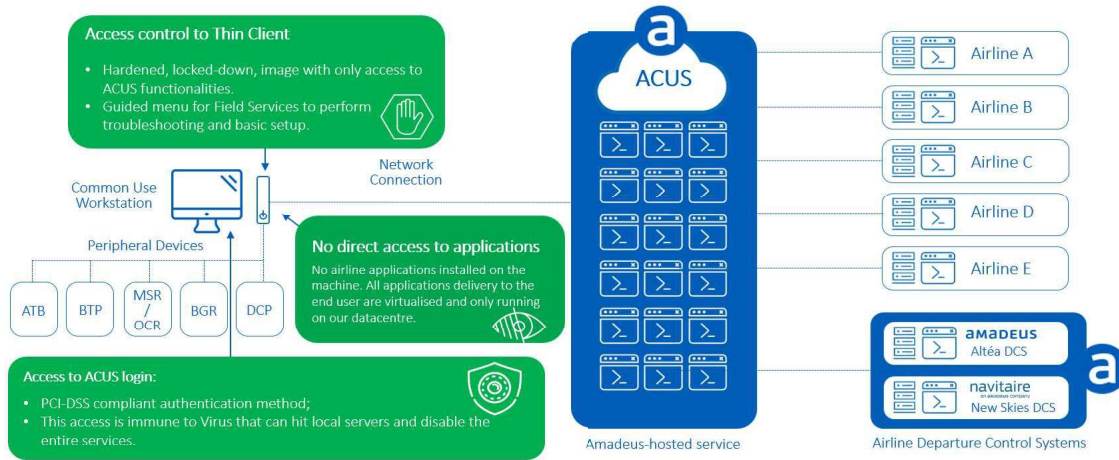 Access control to Thin Client
• Hardened, locked-down, image with only access to
ACUS functionalities.
• Guided menu for Field Services to perform
troubleshooting and basic setup.
Common Use
Workstation
Network
Connection
Peripheral Devices
ATB
BTP
MSR
/
OCR
BGR
DCP
No direct access to applications
No airline applications installed on the
machine. All applications delivery to the
end user are virtualised and only running
on our datacentre.
Access to ACUS login:
• PCI-DSS compliant authentication method;
• This access is immune to Virus that can hit local servers and disable the
entire services.
a
ACUS
Amadeus-hosted service
Airline A
Airline B
Airline C
Airline D
Airline E
amadeus
Altéa DCS
navitaire
an amadeus company
New Skies DCS
a
Airline Departure Control Systems